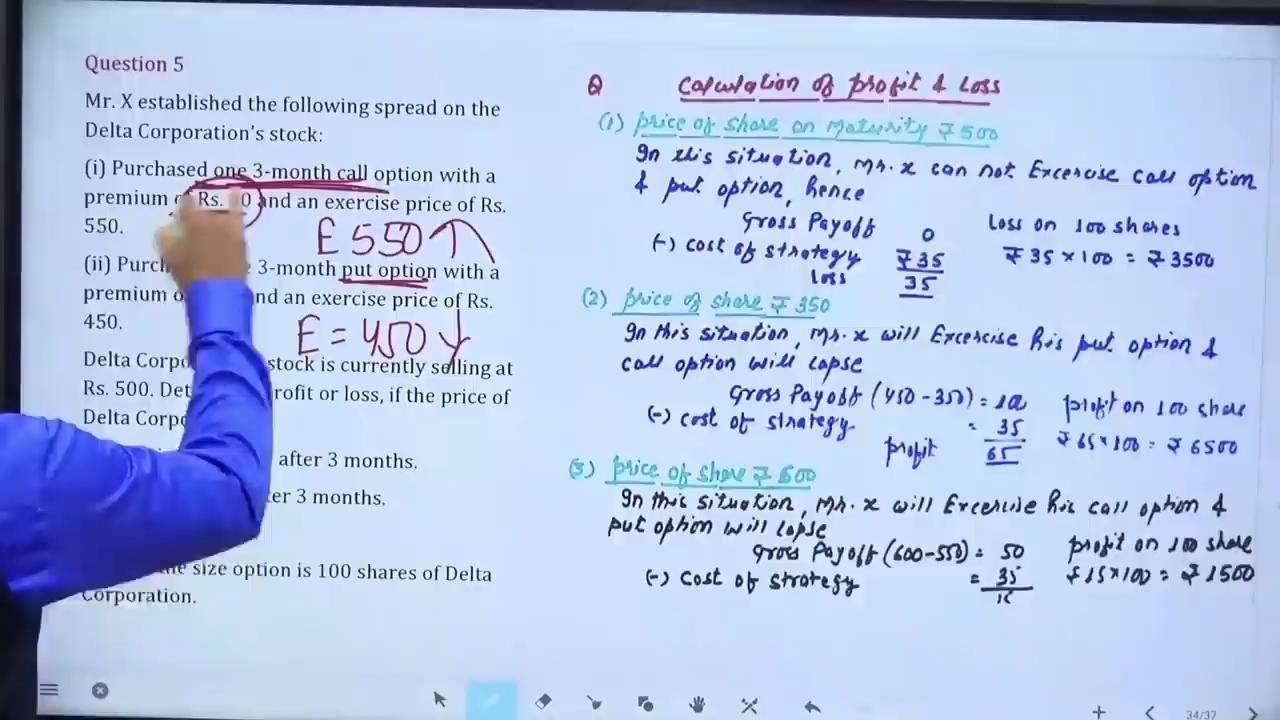 Question 5
Mr. X established the following spread on the
Delta Corporation's stock:
(i) Purchased one 3-month call option with a
premium Rs. 0 and an exercise price of Rs.
550.
£ 550
(ii) Purch 3-month put option with a
premium nd an exercise price of Rs.
450.
E = 450
Delta Corp stock is currently selling at
Rs. 500. Det rofit or loss, if the price of
Delta Corp
after 3 months.
ter 3 months.
size option is 100 shares of Delta
Corporation.
Q Calculation of profit & Loss
(1) price of share on Maturity ₹ 500
In this situation, Mr. x can not Excercise call option
& put option, hence
Gross Payoff 0 Loss on 100 shares
(-) cost of strategy ₹ 35 ₹ 35 × 100 = ₹ 3500
loss 35
(2) price of share ₹ 350
In this situation, Mr. x will Excercise his put option &
call option will lapse
Gross Payoff (450-350) = 100 profit on 100 share
(-) cost of strategy = 35 ₹ 65 × 100 = ₹ 6500
profit 65
(3) price of share ₹ 600
In this situation, Mr. x will Excercise his call option &
put option will lapse
Gross Payoff (600-550) = 50 profit on 100 share
(-) cost of strategy = 35 ₹ 15 × 100 = ₹ 1500
15
34/37